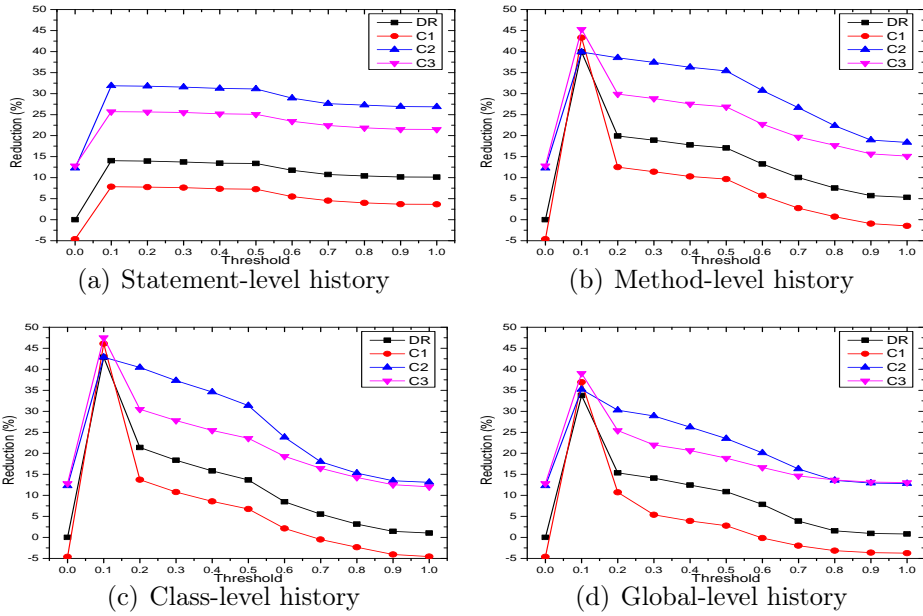 50
45
40
35
30
25
20
15
10
5
0
-5
Reduction (%)
DR
C1
C2
C3
0.0 0.1 0.2 0.3 0.4 0.5 0.6 0.7 0.8 0.9 1.0
Threshold
(a) Statement-level history
50
45
40
35
30
25
20
15
10
5
0
-5
Reduction (%)
DR
C1
C2
C3
0.0 0.1 0.2 0.3 0.4 0.5 0.6 0.7 0.8 0.9 1.0
Threshold
(b) Method-level history
50
45
40
35
30
25
20
15
10
5
0
-5
Reduction (%)
DR
C1
C2
C3
0.0 0.1 0.2 0.3 0.4 0.5 0.6 0.7 0.8 0.9 1.0
Threshold
(c) Class-level history
50
45
40
35
30
25
20
15
10
5
0
-5
Reduction (%)
DR
C1
C2
C3
0.0 0.1 0.2 0.3 0.4 0.5 0.6 0.7 0.8 0.9 1.0
Threshold
(d) Global-level history